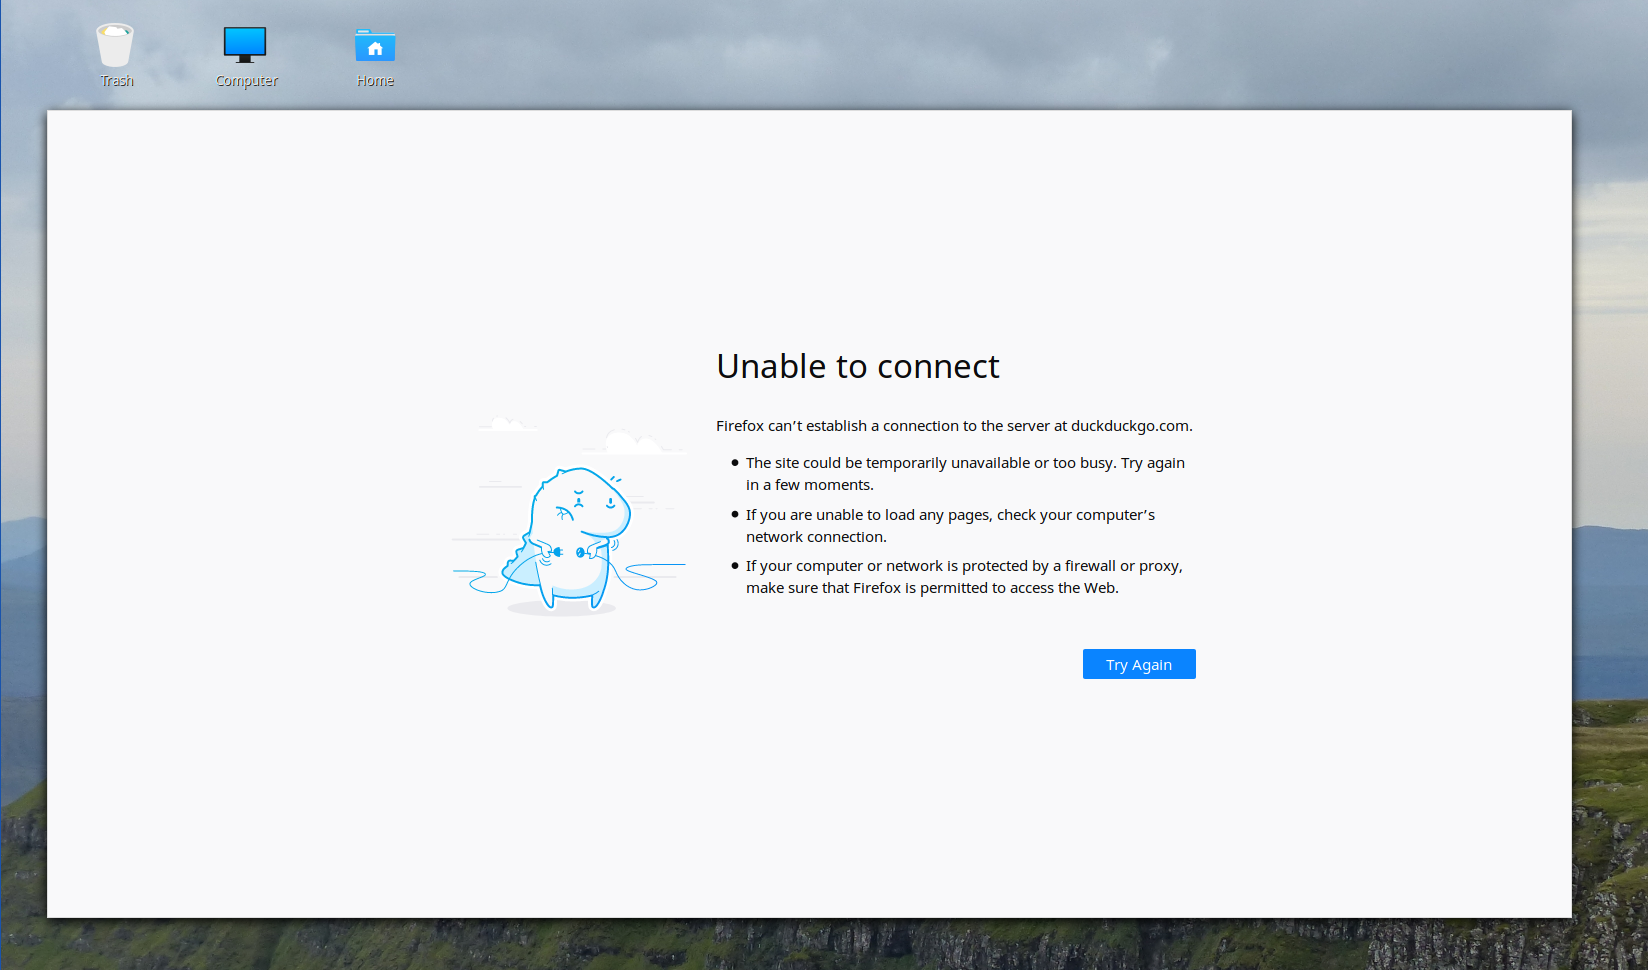 Trash
Computer
Home
Unable to connect
Firefox can’t establish a connection to the server at duckduckgo.com.
The site could be temporarily unavailable or too busy. Try again
in a few moments.
If you are unable to load any pages, check your computer’s
network connection.
If your computer or network is protected by a firewall or proxy,
make sure that Firefox is permitted to access the Web.
Try Again